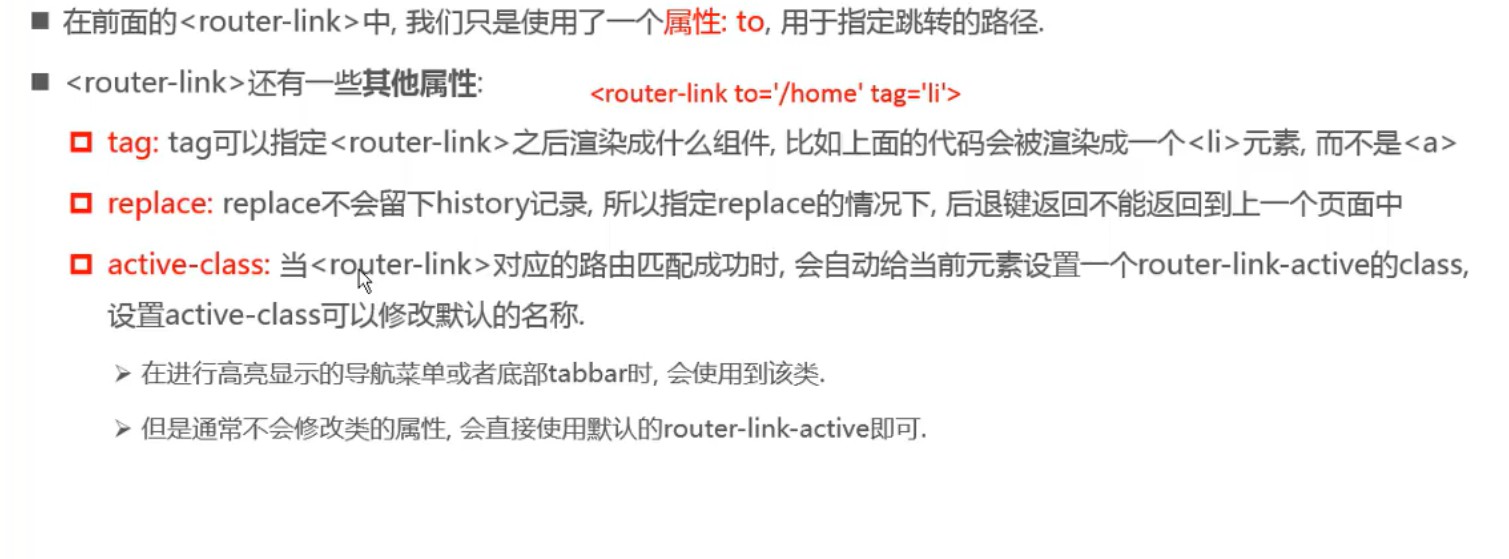 在前面的<router-link>中, 我们只是使用了一个属性: to, 用于指定跳转的路径.
<router-link>还有一些其他属性:
<router-link to='/home' tag='li'>
tag: tag可以指定<router-link>之后渲染成什么组件, 比如上面的代码会被渲染成一个<li>元素, 而不是<a>
replace: replace不会留下history记录, 所以指定replace的情况下, 后退键返回不能返回到上一个页面中
active-class: 当<router-link>对应的路由匹配成功时, 会自动给当前元素设置一个router-link-active的class,
设置active-class可以修改默认的名称.
在进行高亮显示的导航菜单或者底部tabbar时, 会使用到该类.
但是通常不会修改类的属性, 会直接使用默认的router-link-active即可.